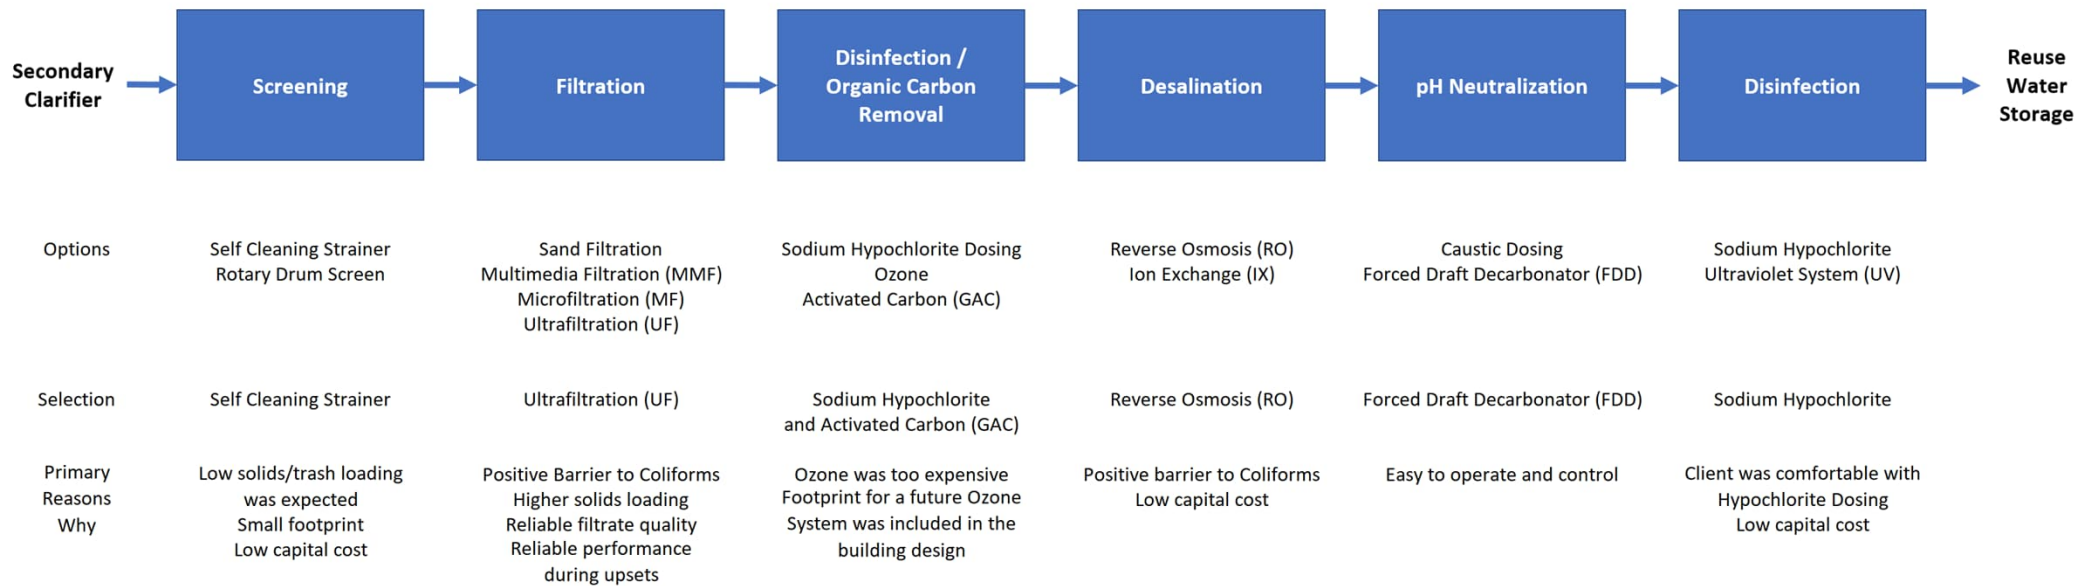 Secondary
Clarifier
Screening
Filtration
Disinfection /
Organic Carbon
Removal
Desalination
pH Neutralization
Disinfection
Reuse
Water
Storage
Options
Self Cleaning Strainer
Rotary Drum Screen
Sand Filtration
Multimedia Filtration (MMF)
Microfiltration (MF)
Ultrafiltration (UF)
Sodium Hypochlorite Dosing
Ozone
Activated Carbon (GAC)
Reverse Osmosis (RO)
Ion Exchange (IX)
Caustic Dosing
Forced Draft Decarbonator (FDD)
Sodium Hypochlorite
Ultraviolet System (UV)
Selection
Self Cleaning Strainer
Ultrafiltration (UF)
Sodium Hypochlorite
and Activated Carbon (GAC)
Reverse Osmosis (RO)
Forced Draft Decarbonator (FDD)
Sodium Hypochlorite
Primary
Reasons
Why
Low solids/trash loading
was expected
Small footprint
Low capital cost
Positive Barrier to Coliforms
Higher solids loading
Reliable filtrate quality
Reliable performance
during upsets
Ozone was too expensive
Footprint for a future Ozone
System was included in the
building design
Positive barrier to Coliforms
Low capital cost
Easy to operate and control
Client was comfortable with
Hypochlorite Dosing
Low capital cost